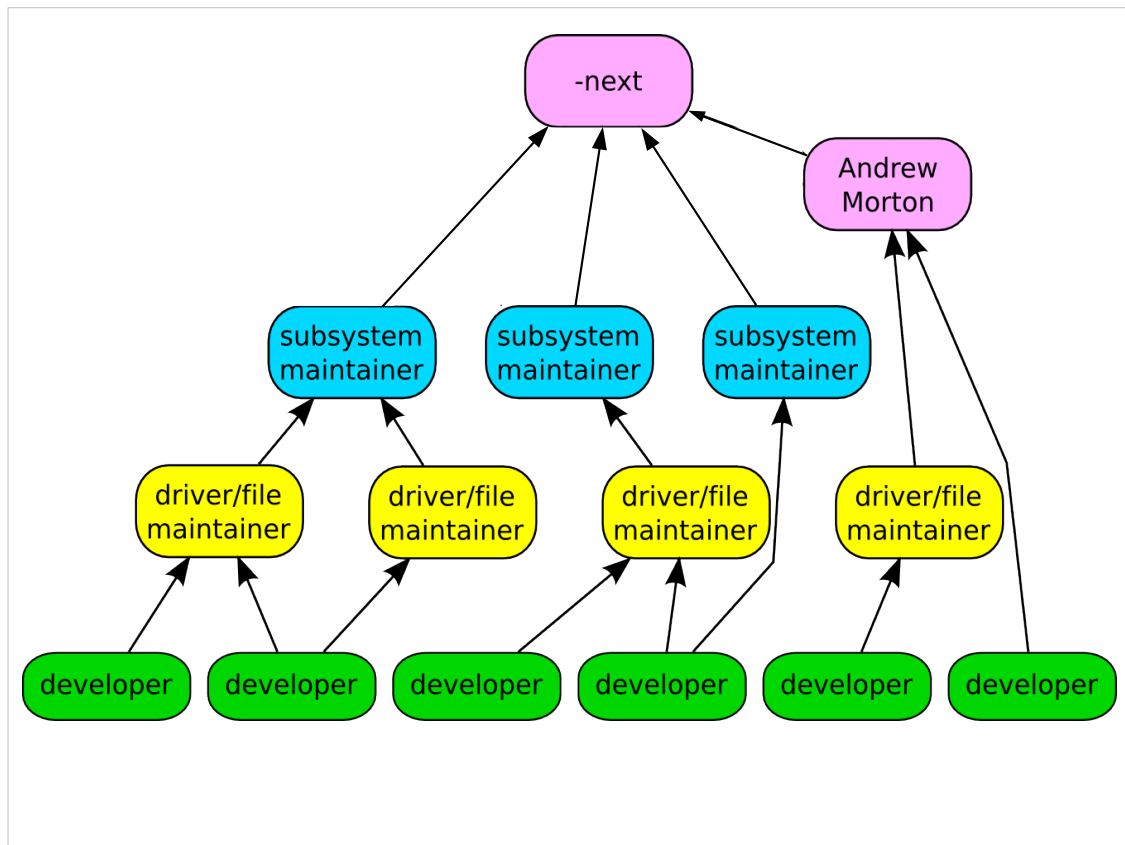 -next
Andrew
Morton
subsystem
maintainer
subsystem
maintainer
subsystem
maintainer
driver/file
maintainer
driver/file
maintainer
driver/file
maintainer
driver/file
maintainer
developer
developer
developer
developer
developer
developer